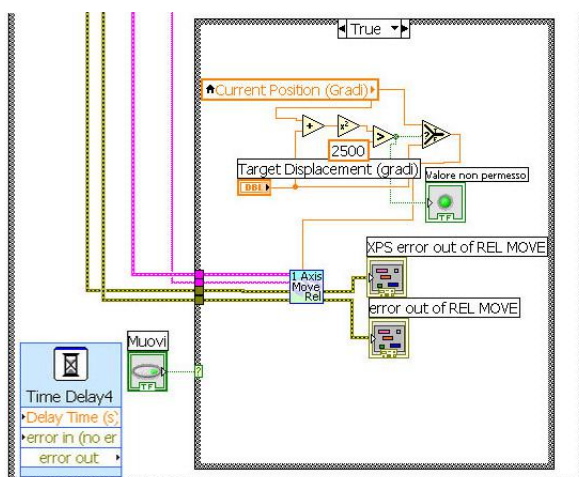 True
Current Position (Gradi)
+
x²
>
?
2500
Target Displacement (gradi)
DBL
Valore non permesso
TF
XPS error out of REL MOVE
1 Axis
Move
Rel
error out of REL MOVE
Muovi
TF
?
Time Delay4
Delay Time (s)
error in (no er
error out